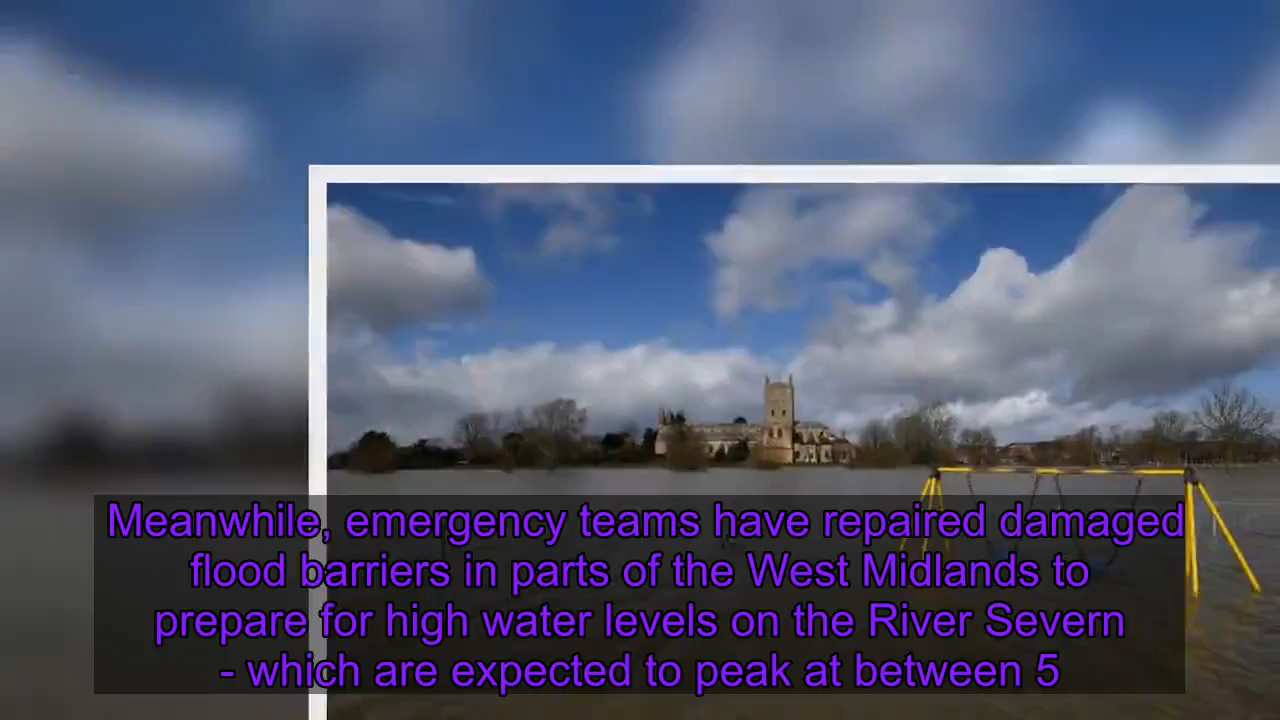 Meanwhile, emergency teams have repaired damaged
flood barriers in parts of the West Midlands to
prepare for high water levels on the River Severn
- which are expected to peak at between 5